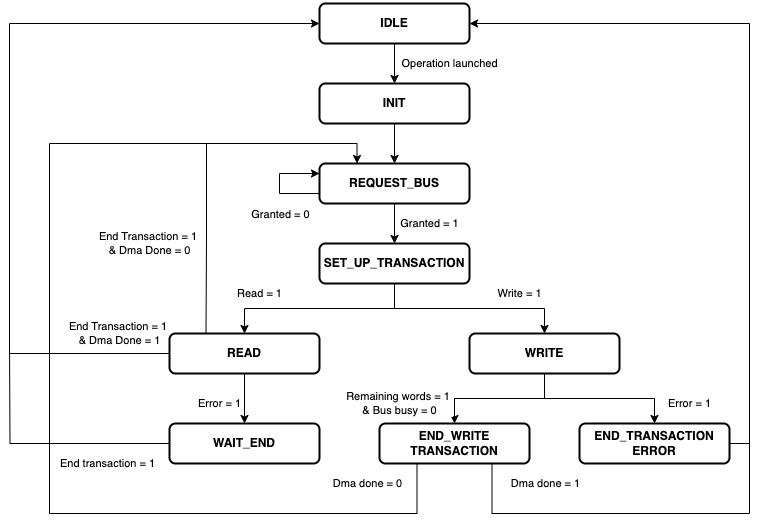 IDLE
Operation launched
INIT
REQUEST_BUS
Granted = 0
Granted = 1
End Transaction = 1
& Dma Done = 0
SET_UP_TRANSACTION
Read = 1
Write = 1
End Transaction = 1
& Dma Done = 1
READ
WRITE
Error = 1
Remaining words = 1
& Bus busy = 0
Error = 1
WAIT_END
END_WRITE
TRANSACTION
END_TRANSACTION
ERROR
End transaction = 1
Dma done = 0
Dma done = 1